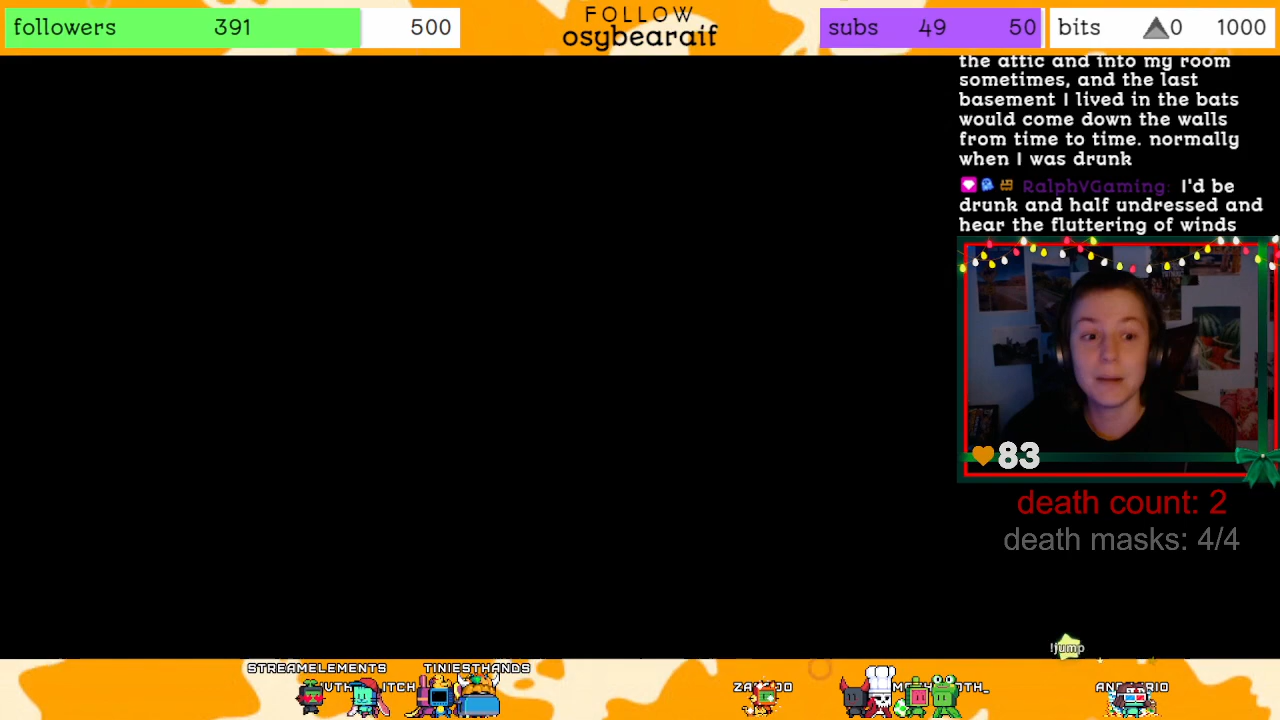 followers 391 500
FOLLOW
osybearaif
subs 49 50
bits 0 1000
the attic and into my room
sometimes, and the last
basement I lived in the bats
would come down the walls
from time to time. normally
when I was drunk
RalphVGaming: I'd be
drunk and half undressed and
hear the fluttering of winds
83
death count: 2
death masks: 4/4
!jump
STREAMELEMENTS
TINIESTHANDS